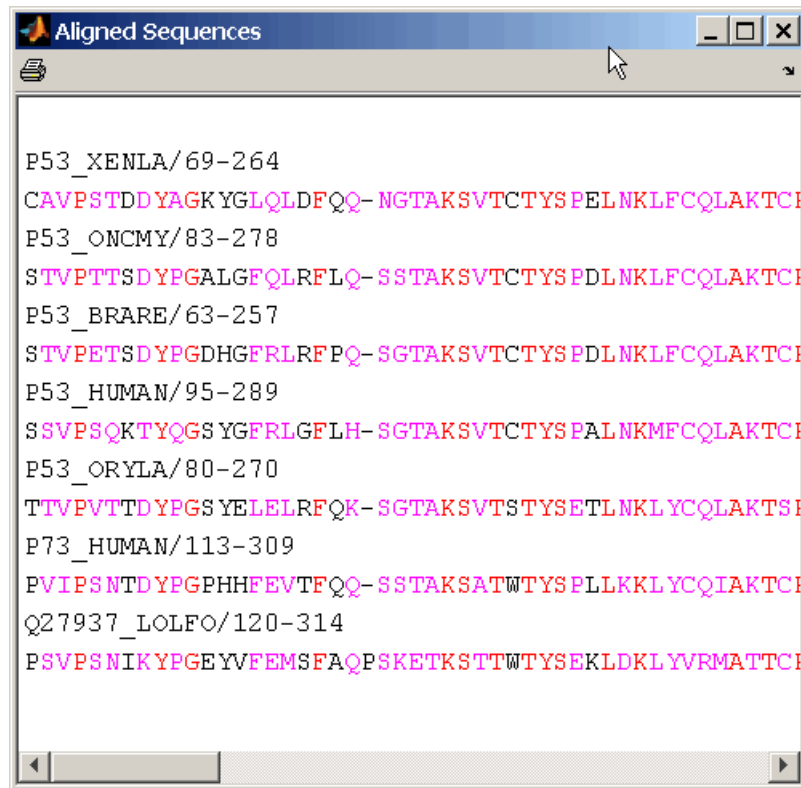 Aligned Sequences
P53_XENLA/69-264
CAVPSTDDYAGKYGLQLDFQQ-NGTAKSVTCTYSPELNKLFCQLAKTC
P53_ONCMY/83-278
STVPTTSDYPGALGFQLRFLQ-SSTAKSVTCTYSPDLNKLFCQLAKTC
P53_BRARE/63-257
STVPETSDYPGDHGFRLRFPQ-SGTAKSVTCTYSPDLNKLFCQLAKTC
P53_HUMAN/95-289
SSVPSQKTYQGSYGFRLGFLH-SGTAKSVTCTYSPALNKMFCQLAKTC
P53_ORYLA/80-270
TTVPVTTDYPGSYELELRFQK-SGTAKSVTSTYSETLNKLYCQLAKTS
P73_HUMAN/113-309
PVIPSNTDYPGPHHFEVTFQQ-SSTAKSATWTYSPLLKKLYCQIAKTC
Q27937_LOLFO/120-314
PSVPSNIKYPGEYVFEMSFAQPSKETKSTTWTYSEKLDKLYVRMATTC